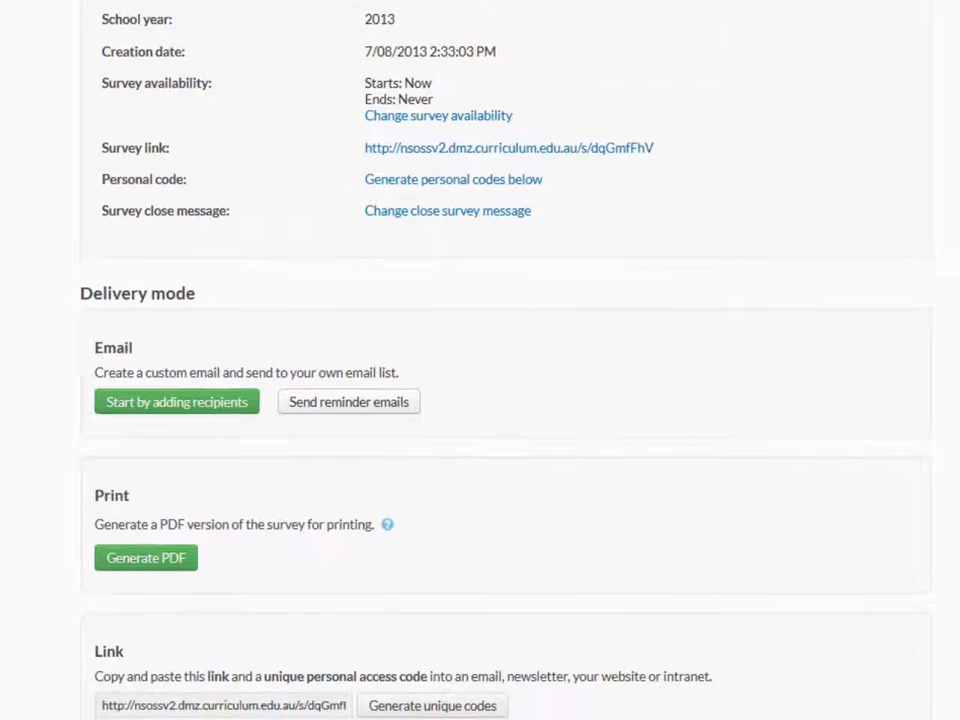 School year: 2013
Creation date: 7/08/2013 2:33:03 PM
Survey availability: Starts: Now
Ends: Never
Change survey availability
Survey link: http://nsossv2.dmz.curriculum.edu.au/s/dqGmfFhV
Personal code: Generate personal codes below
Survey close message: Change close survey message
Delivery mode
Email
Create a custom email and send to your own email list.
Start by adding recipients Send reminder emails
Print
Generate a PDF version of the survey for printing. ?
Generate PDF
Link
Copy and paste this link and a unique personal access code into an email, newsletter, your website or intranet.
http://nsossv2.dmz.curriculum.edu.au/s/dqGmfl Generate unique codes